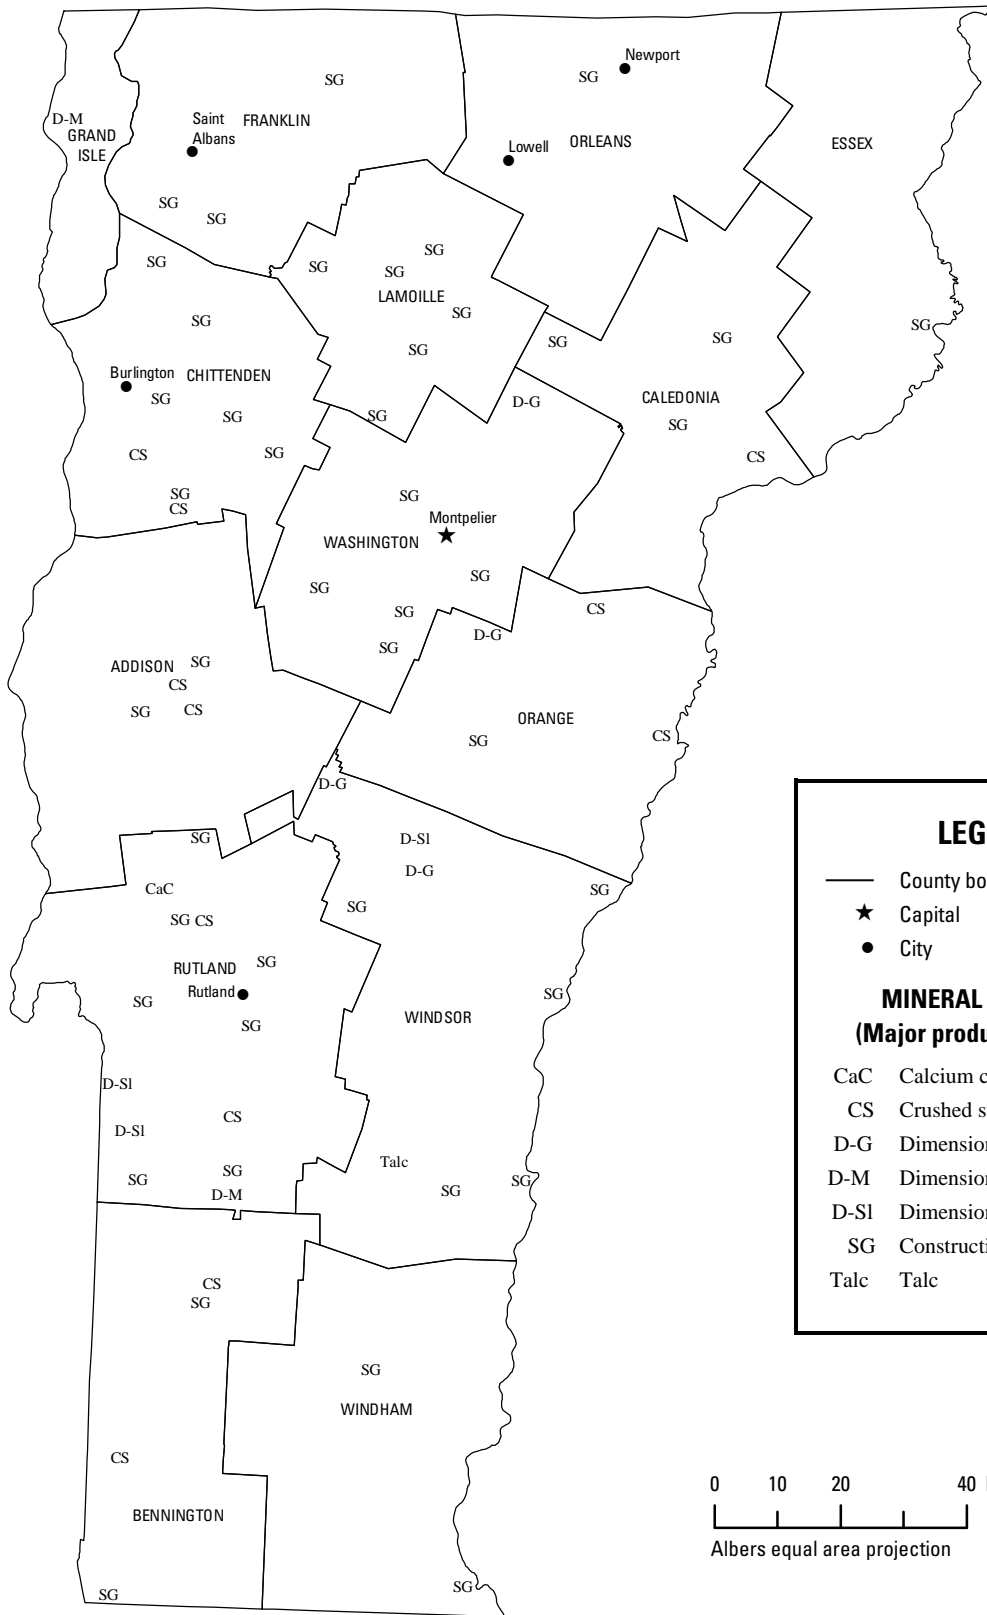 Newport
SG
SG
D-M
GRAND
ISLE
Saint
Albans
FRANKLIN
Lowell
ORLEANS
ESSEX
SG
SG
SG
SG
SG
SG
LAMOILLE
SG
SG
SG
SG
SG
SG
SG
Burlington
CHITTENDEN
SG
SG
CALEDONIA
D-G
SG
SG
CS
SG
CS
SG
CS
SG
Montpelier
WASHINGTON
SG
SG
SG
SG
CS
D-G
ADDISON
SG
CS
SG
CS
ORANGE
SG
CS
D-G
SG
D-Sl
D-G
SG
SG
CaC
SG CS
SG
RUTLAND
Rutland
SG
SG
SG
WINDSOR
D-Sl
CS
D-Sl
SG
SG
D-M
Talc
SG
SG
CS
SG
SG
WINDHAM
CS
BENNINGTON
SG
SG
LEG
County bo
Capital
City
MINERAL
(Major produ
CaC Calcium c
CS Crushed s
D-G Dimension
D-M Dimension
D-Sl Dimension
SG Constructi
Talc Talc
0 10 20 40
Albers equal area projection